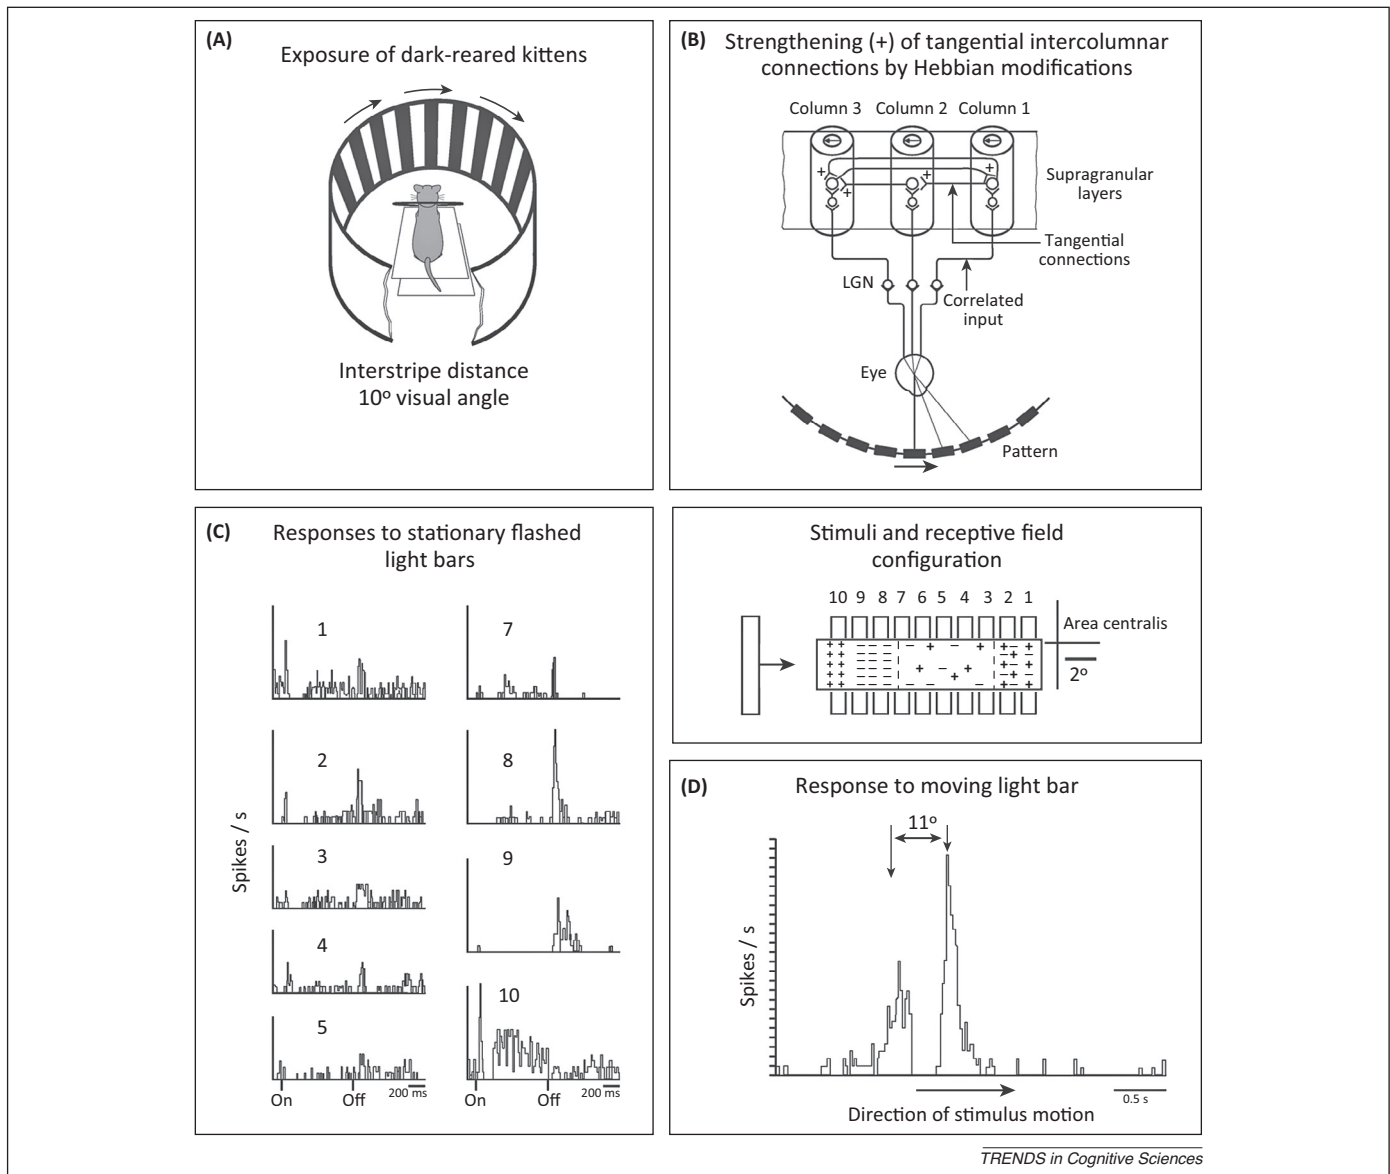 (A)
Exposure of dark-reared kittens
Interstripe distance
10º visual angle
(B)
Strengthening (+) of tangential intercolumnar
connections by Hebbian modifications
Column 3 Column 2 Column 1
+ + + +
Supragranular
layers
Tangential
connections
LGN
Correlated
input
Eye
Pattern
(C)
Responses to stationary flashed
light bars
1
2
3
4
5
7
8
9
10
Spikes / s
On Off 200 ms
On Off 200 ms
Stimuli and receptive field
configuration
10 9 8 7 6 5 4 3 2 1
Area centralis
2º
(D)
Response to moving light bar
11º
Spikes / s
0.5 s
Direction of stimulus motion
TRENDS in Cognitive Sciences